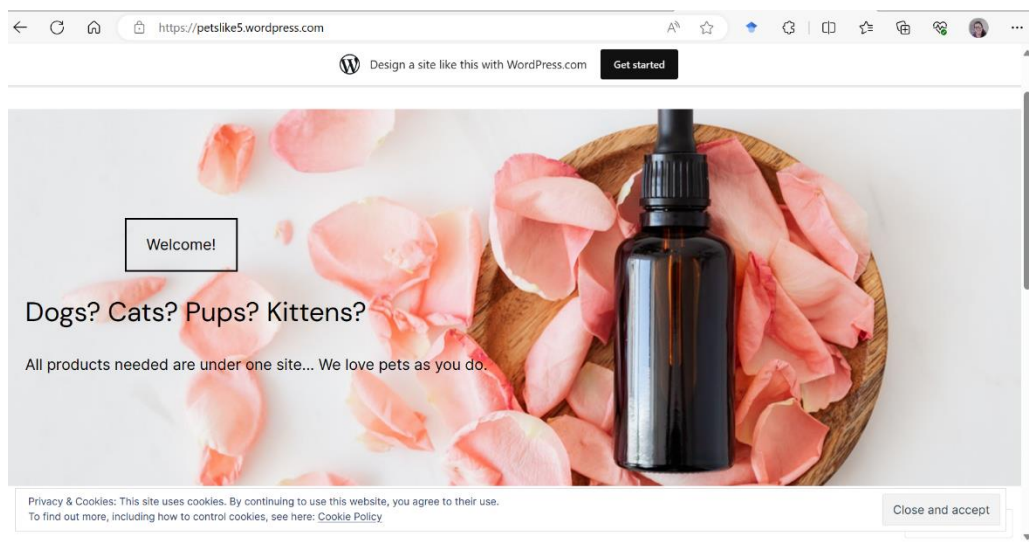 https://petslike5.wordpress.com
Design a site like this with WordPress.com
Get started
Welcome!
Dogs? Cats? Pups? Kittens?
All products needed are under one site... We love pets as you do.
Privacy & Cookies: This site uses cookies. By continuing to use this website, you agree to their use.
To find out more, including how to control cookies, see here: Cookie Policy
Close and accept